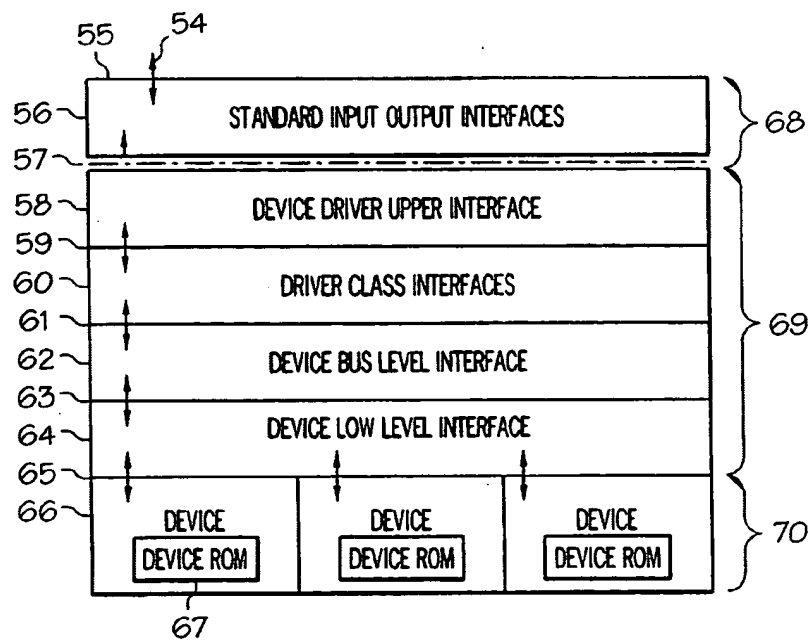 55
54
56
STANDARD INPUT OUTPUT INTERFACES
68
57
58
DEVICE DRIVER UPPER INTERFACE
59
60
DRIVER CLASS INTERFACES
61
69
62
DEVICE BUS LEVEL INTERFACE
63
64
DEVICE LOW LEVEL INTERFACE
65
66
DEVICE DEVICE DEVICE
70
DEVICE ROM DEVICE ROM DEVICE ROM
67